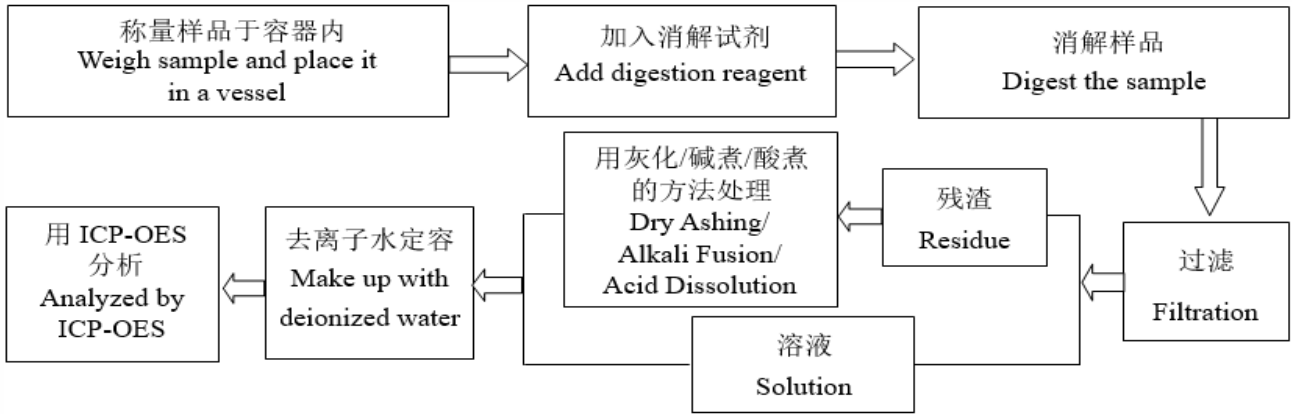 称量样品于容器内
Weigh sample and place it
in a vessel
加入消解试剂
Add digestion reagent
消解样品
Digest the sample
过滤
Filtration
残渣
Residue
用灰化/碱煮/酸煮
的方法处理
Dry Ashing/
Alkali Fusion/
Acid Dissolution
溶液
Solution
去离子水定容
Make up with
deionized water
用 ICP-OES
分析
Analyzed by
ICP-OES